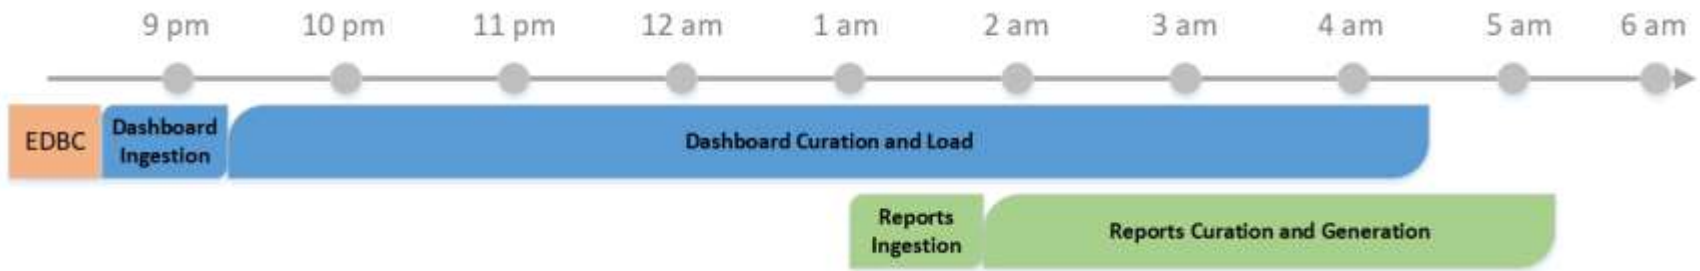 9 pm 10 pm 11 pm 12 am 1 am 2 am 3 am 4 am 5 am 6 am
EDBC
Dashboard
Ingestion
Dashboard Curation and Load
Reports
Ingestion
Reports Curation and Generation